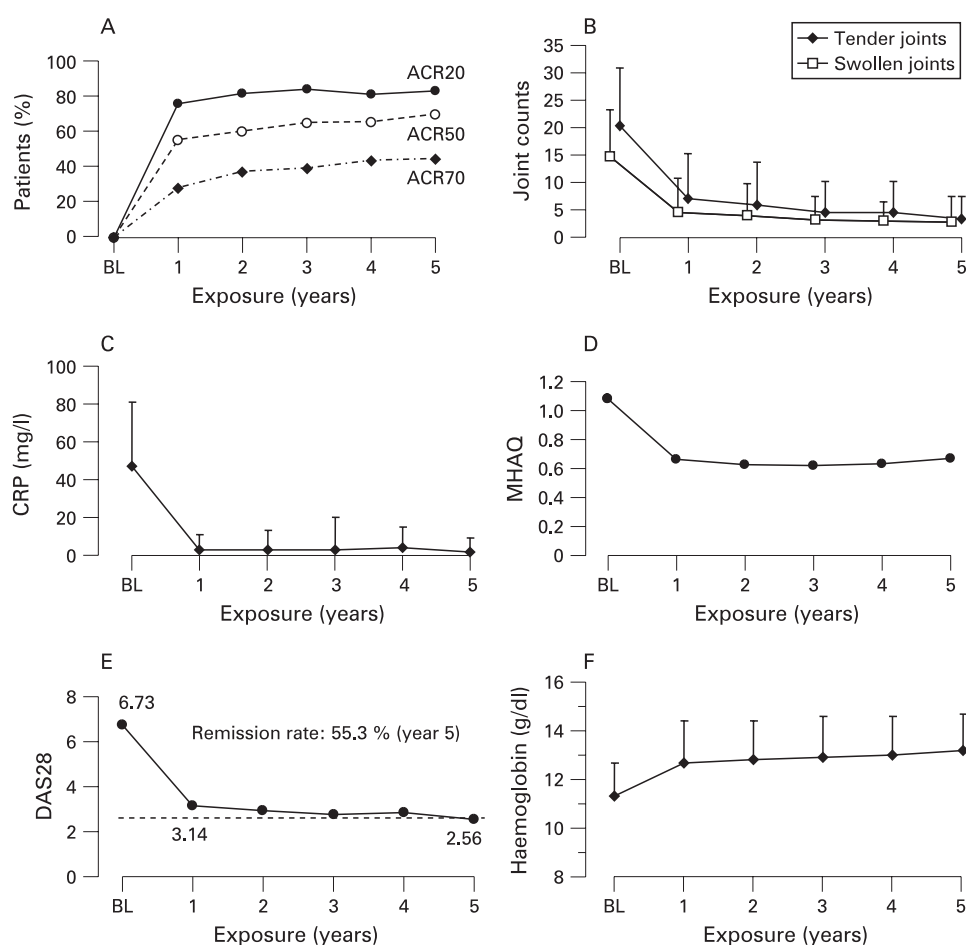 A
100
80
60
40
20
0
Patients (%)
ACR20
ACR50
ACR70
BL 1 2 3 4 5
Exposure (years)
B
35
30
25
20
15
10
5
0
Joint counts
Tender joints
Swollen joints
BL 1 2 3 4 5
Exposure (years)
C
100
80
60
40
20
0
CRP (mg/l)
BL 1 2 3 4 5
Exposure (years)
D
1.2
1.0
0.8
0.6
0.4
0.2
0
MHAQ
BL 1 2 3 4 5
Exposure (years)
E
8
6
4
2
0
DAS28
6.73
Remission rate: 55.3 % (year 5)
3.14
2.56
BL 1 2 3 4 5
Exposure (years)
F
16
14
12
10
8
Haemoglobin (g/dl)
BL 1 2 3 4 5
Exposure (years)